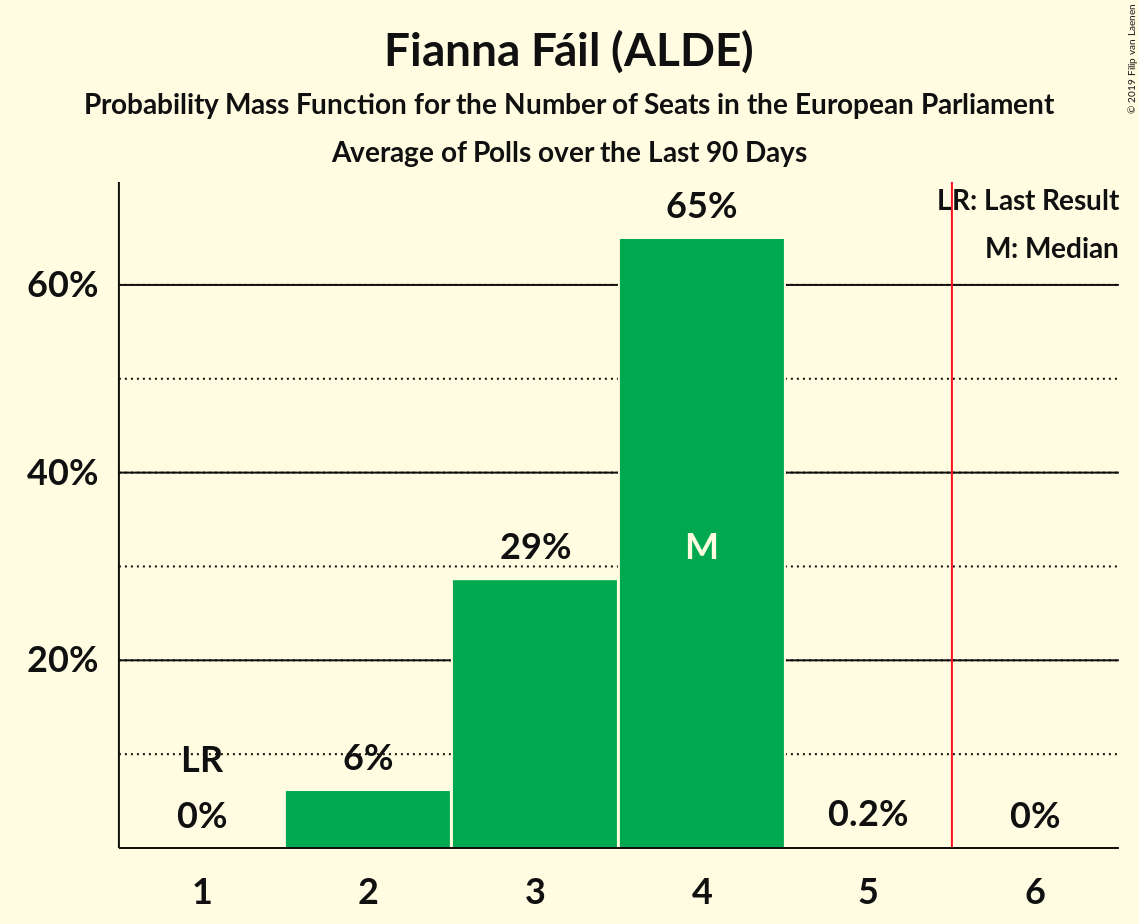 Fianna Fáil (ALDE)
Probability Mass Function for the Number of Seats in the European Parliament
Average of Polls over the Last 90 Days
© 2019 Filip van Laenen
LR: Last Result
M: Median
65%
60%
40%
29%
M
20%
LR
6%
0%
0.2%
0%
1 2 3 4 5 6